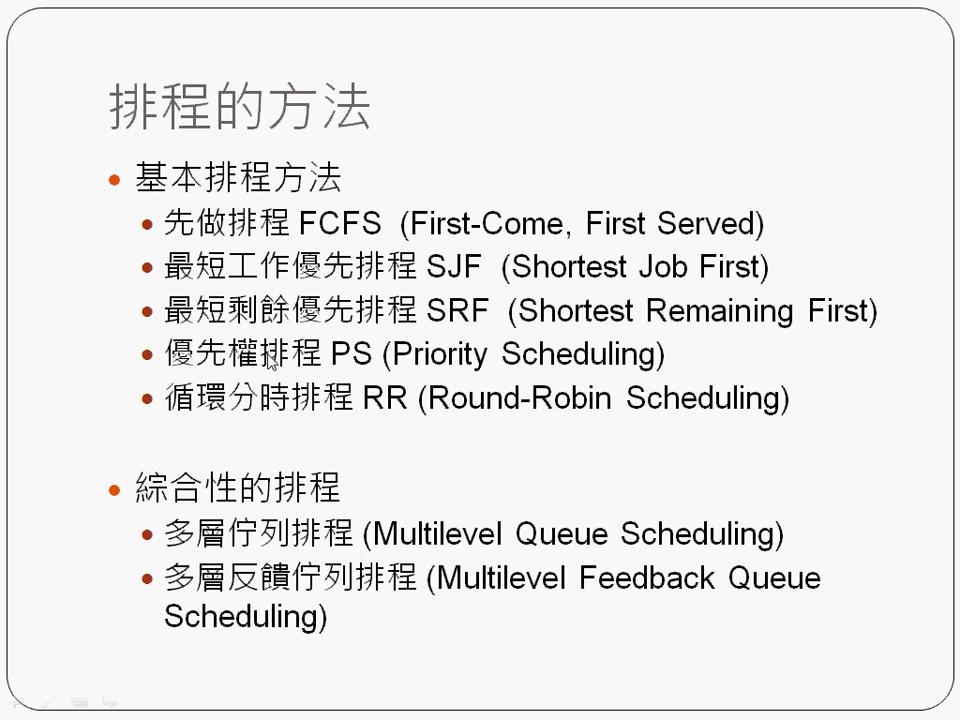 排程的方法
基本排程方法
先做排程 FCFS (First-Come, First Served)
最短工作優先排程 SJF (Shortest Job First)
最短剩餘優先排程 SRF (Shortest Remaining First)
優先權排程 PS (Priority Scheduling)
循環分時排程 RR (Round-Robin Scheduling)
綜合性的排程
多層佇列排程 (Multilevel Queue Scheduling)
多層反饋佇列排程 (Multilevel Feedback Queue
Scheduling)